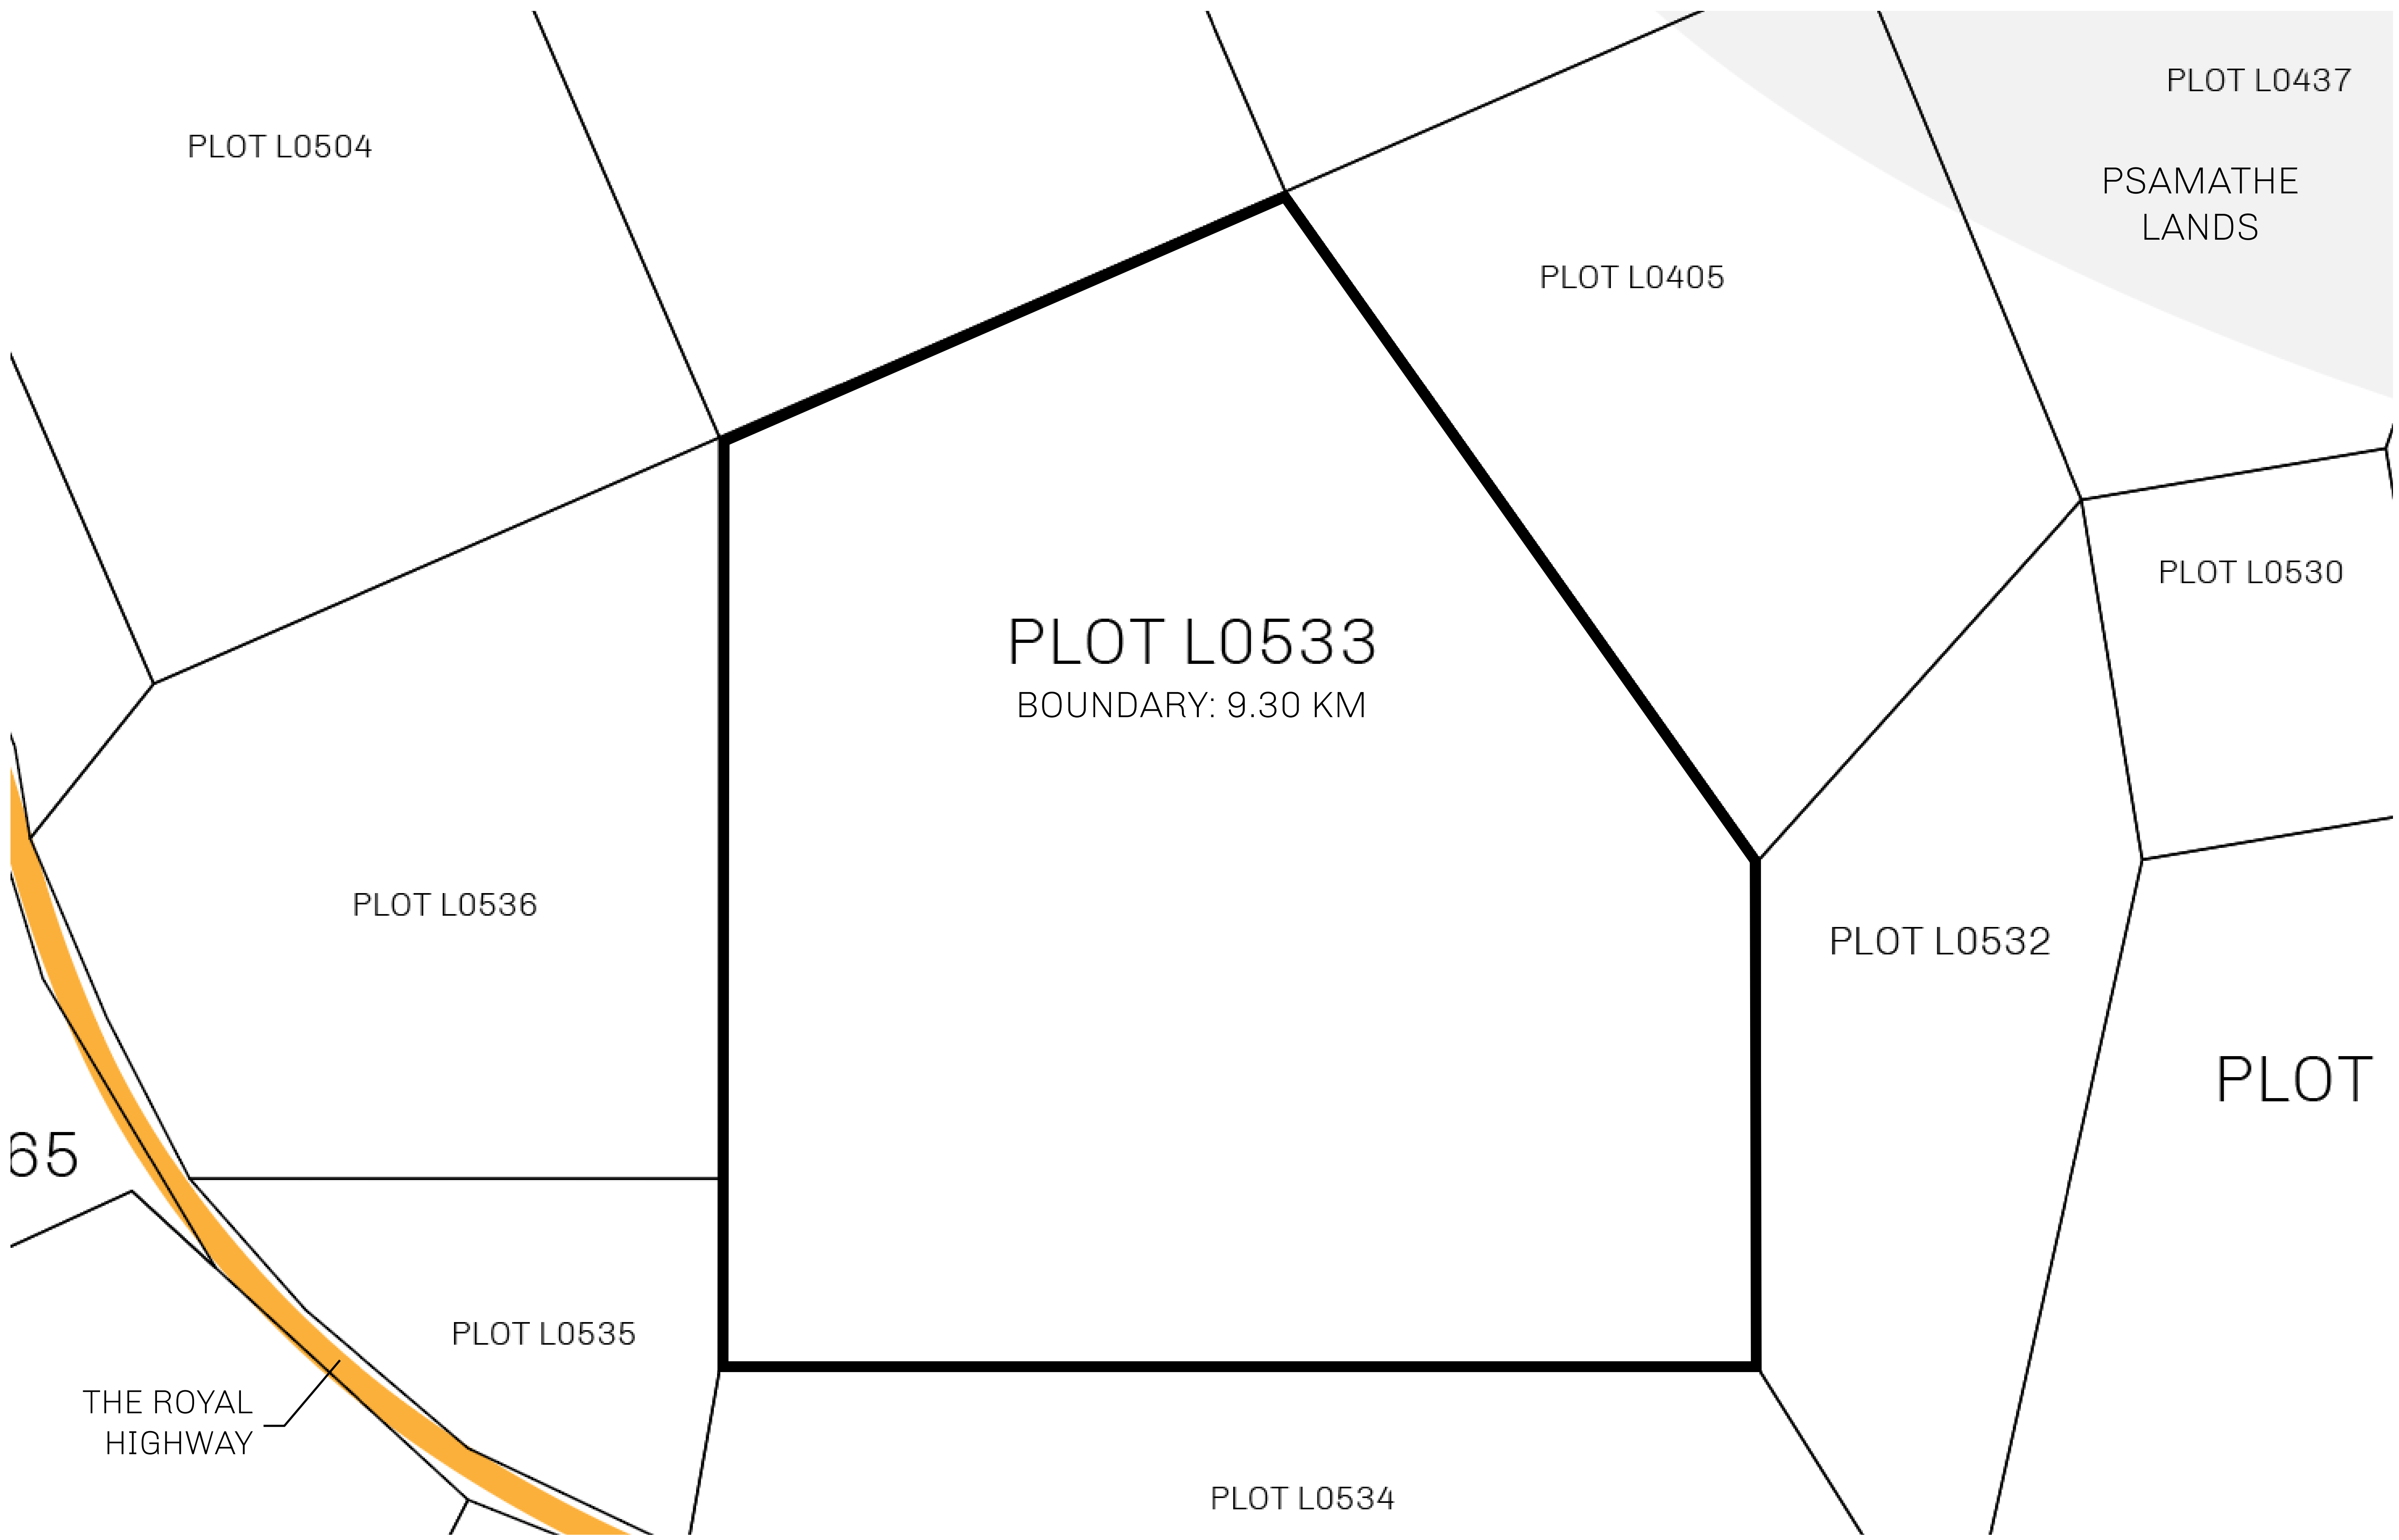 PLOT L0437
PLOT L0504
PSAMATHE
LANDS
PLOT L0405
PLOT L0530
PLOT L0533
BOUNDARY: 9.30 KM
PLOT L0536
PLOT L0532
PLOT
65
PLOT L0535
THE ROYAL
HIGHWAY
PLOT L0534